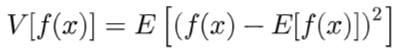 V[f(x)] = E [(f(x) − E[f(x)])²]